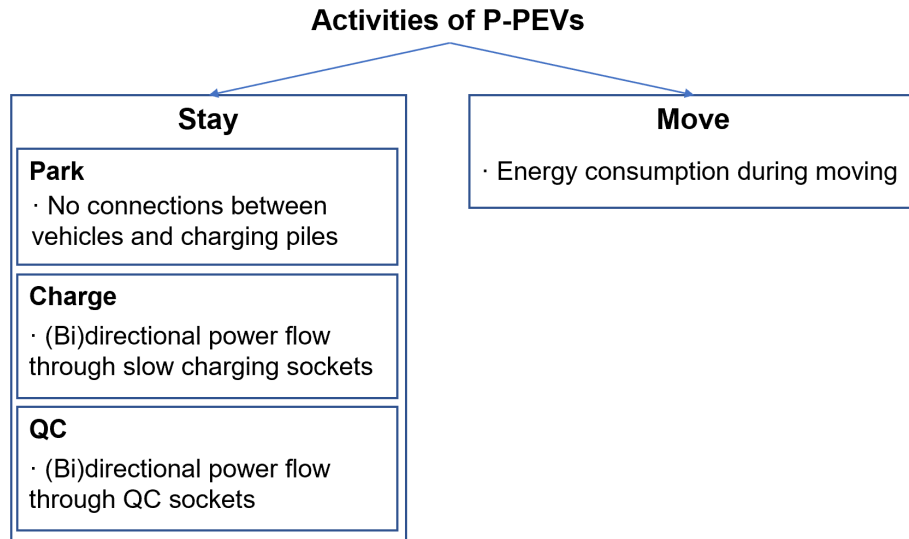 Activities of P-PEVs
Stay
Park
· No connections between
vehicles and charging piles
Charge
· (Bi)directional power flow
through slow charging sockets
QC
· (Bi)directional power flow
through QC sockets
Move
· Energy consumption during moving